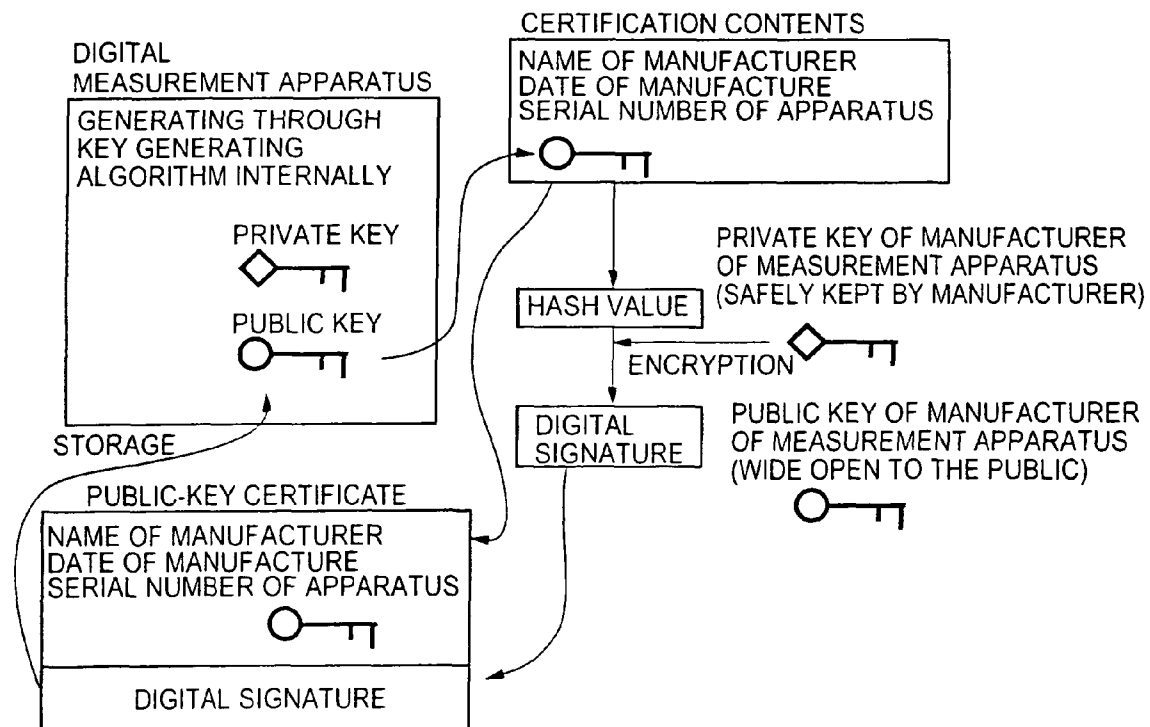 DIGITAL
MEASUREMENT APPARATUS
GENERATING THROUGH
KEY GENERATING
ALGORITHM INTERNALLY
PRIVATE KEY
PUBLIC KEY
CERTIFICATION CONTENTS
NAME OF MANUFACTURER
DATE OF MANUFACTURE
SERIAL NUMBER OF APPARATUS
HASH VALUE
PRIVATE KEY OF MANUFACTURER
OF MEASUREMENT APPARATUS
(SAFELY KEPT BY MANUFACTURER)
ENCRYPTION
DIGITAL
SIGNATURE
PUBLIC KEY OF MANUFACTURER
OF MEASUREMENT APPARATUS
(WIDE OPEN TO THE PUBLIC)
STORAGE
PUBLIC-KEY CERTIFICATE
NAME OF MANUFACTURER
DATE OF MANUFACTURE
SERIAL NUMBER OF APPARATUS
DIGITAL SIGNATURE